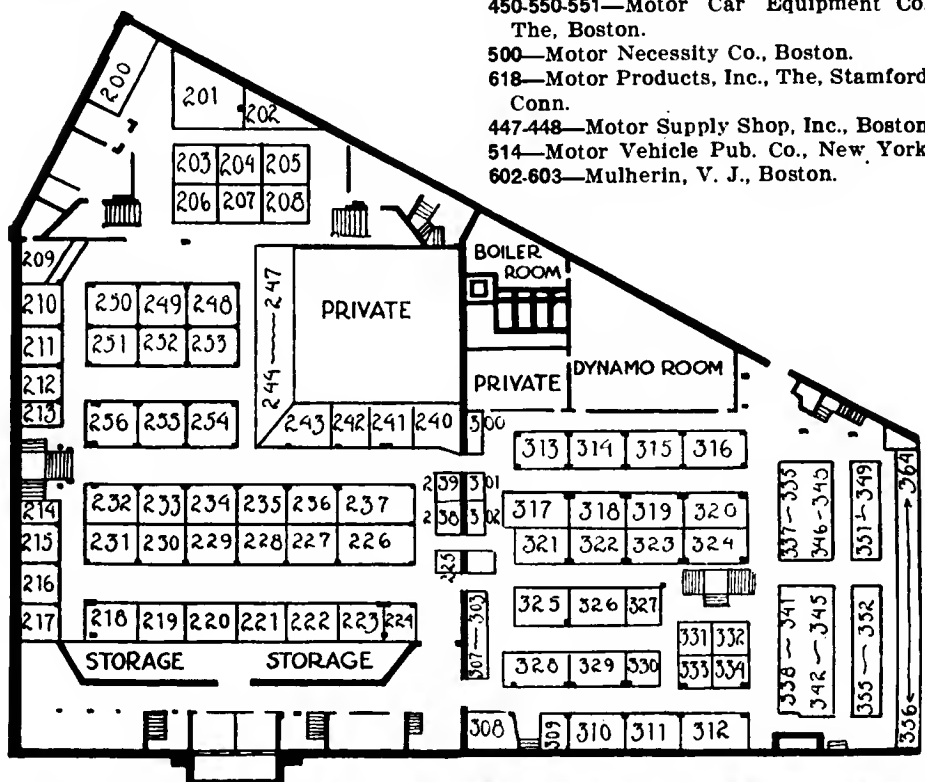 450-550-551—Motor Car Equipment Co.
The, Boston.
500—Motor Necessity Co., Boston.
618—Motor Products, Inc., The, Stamford
Conn.
447-448—Motor Supply Shop, Inc., Boston
514—Motor Vehicle Pub. Co., New York
602-603—Mulherin, V. J., Boston.
200
201
202
203 204 205
206 207 208
209
210
211
212
213
250 249 248
251 252 253
256 255 254
244—247
PRIVATE
243 242 241 240
BOILER
ROOM
PRIVATE
DYNAMO ROOM
300
313 314 315 316
239 301
238 302
225
232 233 234 235 236 237
231 230 229 228 227 226
214
215
216
217
218 219 220 221 222 223 224
STORAGE STORAGE
317 318 319 320
321 322 323 324
325 326 327
331 332
333 334
328 329 330
307—303
308
309 310 311 312
337—335
346—345
351—349
338—341
342—345
355—352
356
364